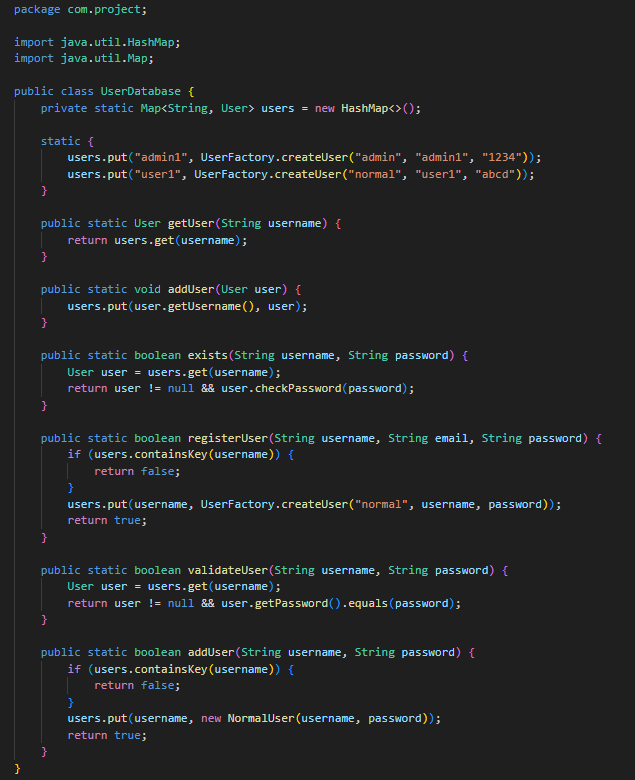 package com.project;
import java.util.HashMap;
import java.util.Map;
public class UserDatabase {
    private static Map<String, User> users = new HashMap<>();
    static {
        users.put("admin1", UserFactory.createUser("admin", "admin1", "1234"));
        users.put("user1", UserFactory.createUser("normal", "user1", "abcd"));
    }
    public static User getUser(String username) {
        return users.get(username);
    }
    public static void addUser(User user) {
        users.put(user.getUsername(), user);
    }
    public static boolean exists(String username, String password) {
        User user = users.get(username);
        return user != null && user.checkPassword(password);
    }
    public static boolean registerUser(String username, String email, String password) {
        if (users.containsKey(username)) {
            return false;
        }
        users.put(username, UserFactory.createUser("normal", username, password));
        return true;
    }
    public static boolean validateUser(String username, String password) {
        User user = users.get(username);
        return user != null && user.getPassword().equals(password);
    }
    public static boolean addUser(String username, String password) {
        if (users.containsKey(username)) {
            return false;
        }
        users.put(username, new NormalUser(username, password));
        return true;
    }
}